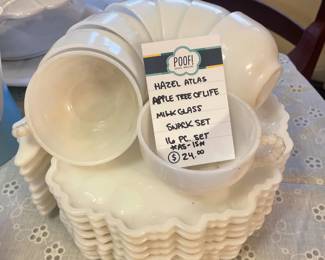 POOF!
HAZEL ATLAS
APPLE TREE OF LIFE
MILK GLASS
SNACK SET
16 PC. SET
$ 24.00